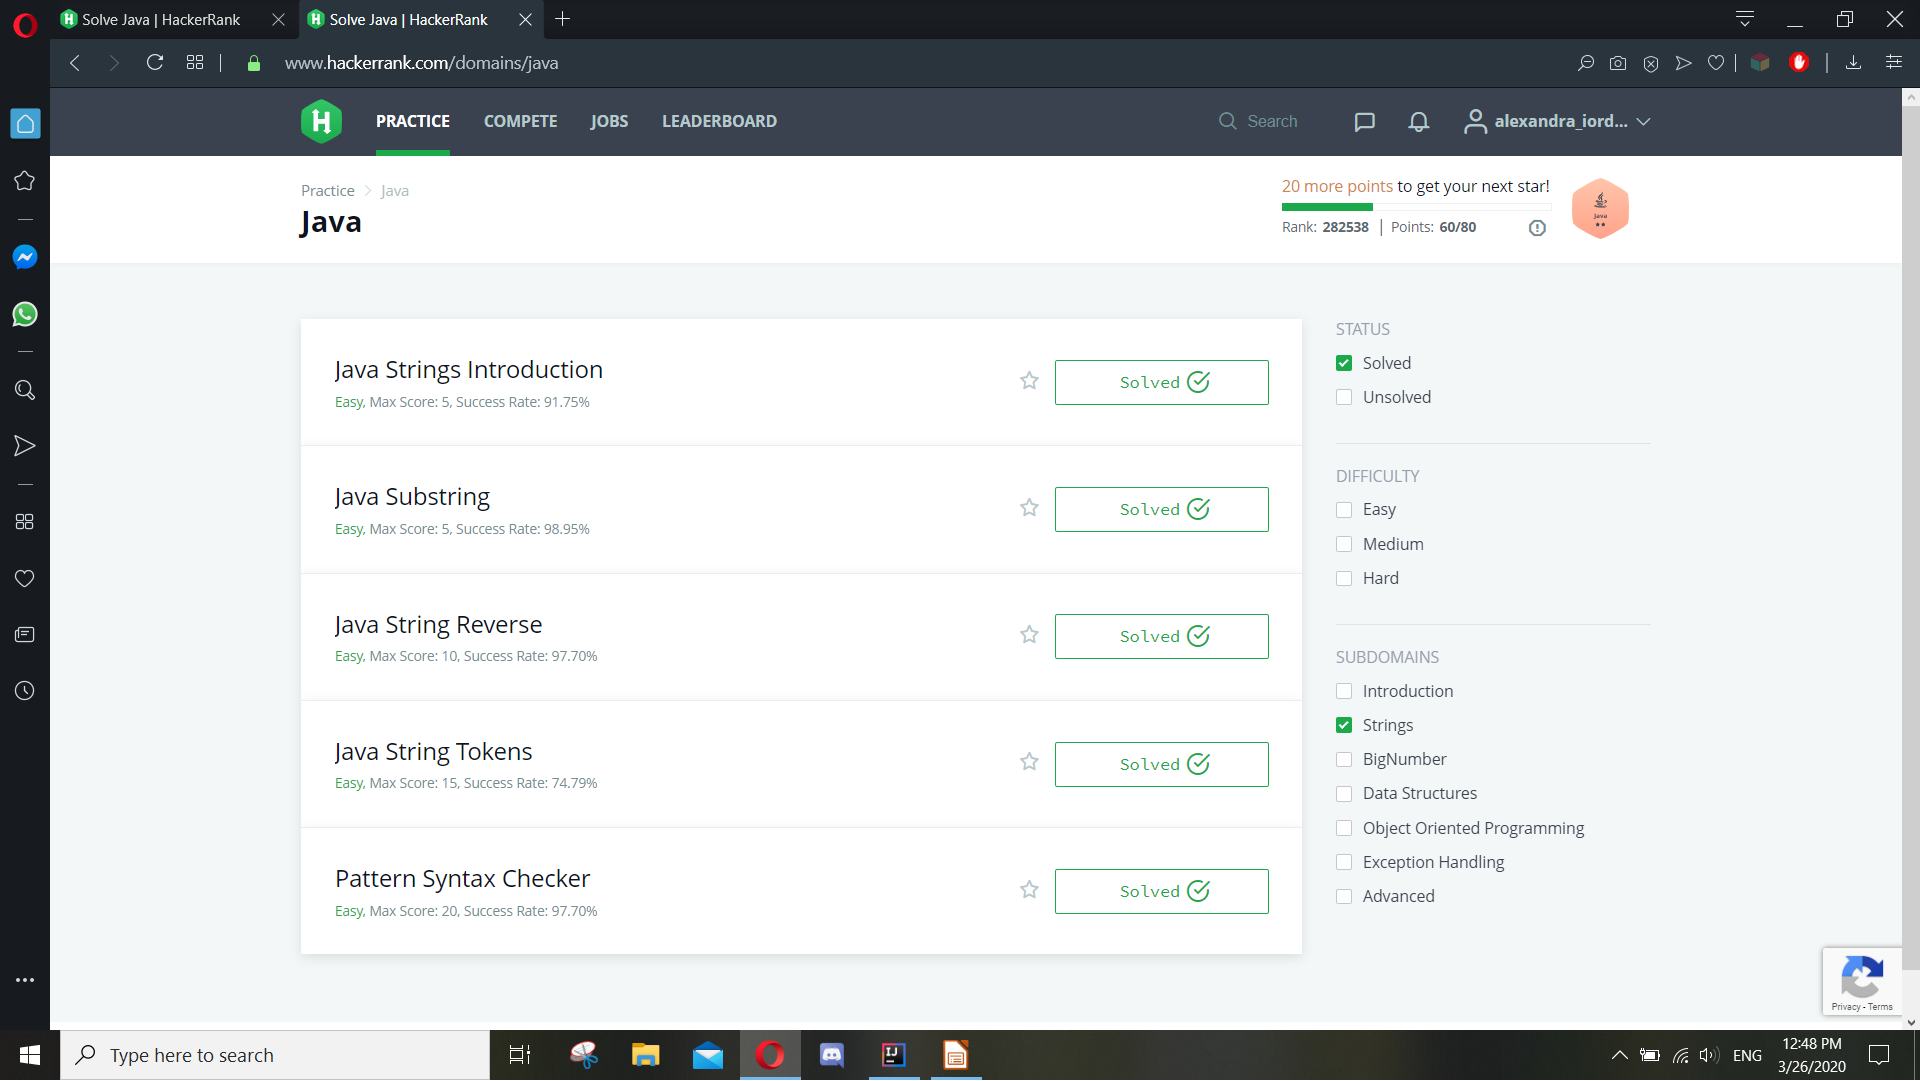 Solve Java | HackerRank
Solve Java | HackerRank
www.hackerrank.com/domains/java
PRACTICE
COMPETE
JOBS
LEADERBOARD
Search
alexandra_iord...
Practice > Java
Java
20 more points to get your next star!
Rank: 282538 | Points: 60/80
Java
Java Strings Introduction
Easy, Max Score: 5, Success Rate: 91.75%
Solved
Java Substring
Easy, Max Score: 5, Success Rate: 98.95%
Solved
Java String Reverse
Easy, Max Score: 10, Success Rate: 97.70%
Solved
Java String Tokens
Easy, Max Score: 15, Success Rate: 74.79%
Solved
Pattern Syntax Checker
Easy, Max Score: 20, Success Rate: 97.70%
Solved
STATUS
Solved
Unsolved
DIFFICULTY
Easy
Medium
Hard
SUBDOMAINS
Introduction
Strings
BigNumber
Data Structures
Object Oriented Programming
Exception Handling
Advanced
Privacy - Terms
Type here to search
IJ
ENG
12:48 PM
3/26/2020